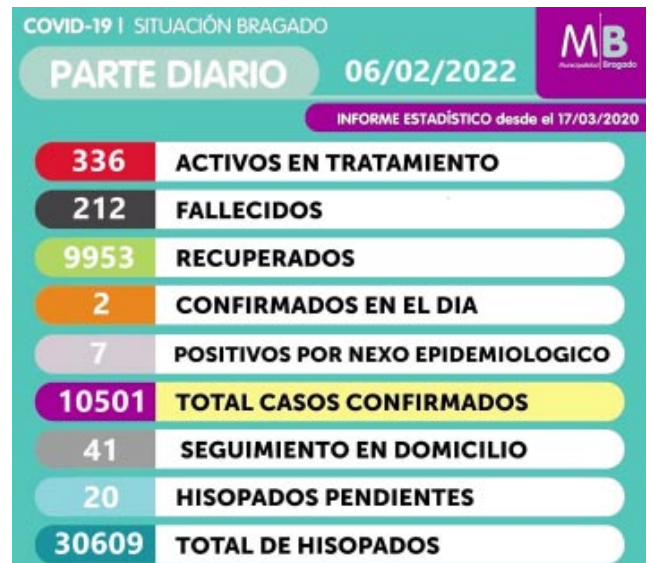 COVID-19 | SITUACIÓN BRAGADO
MB
Municipalidad Bragado
PARTE DIARIO 06/02/2022
INFORME ESTADÍSTICO desde el 17/03/2020
336 ACTIVOS EN TRATAMIENTO
212 FALLECIDOS
9953 RECUPERADOS
2 CONFIRMADOS EN EL DIA
7 POSITIVOS POR NEXO EPIDEMIOLOGICO
10501 TOTAL CASOS CONFIRMADOS
41 SEGUIMIENTO EN DOMICILIO
20 HISOPADOS PENDIENTES
30609 TOTAL DE HISOPADOS